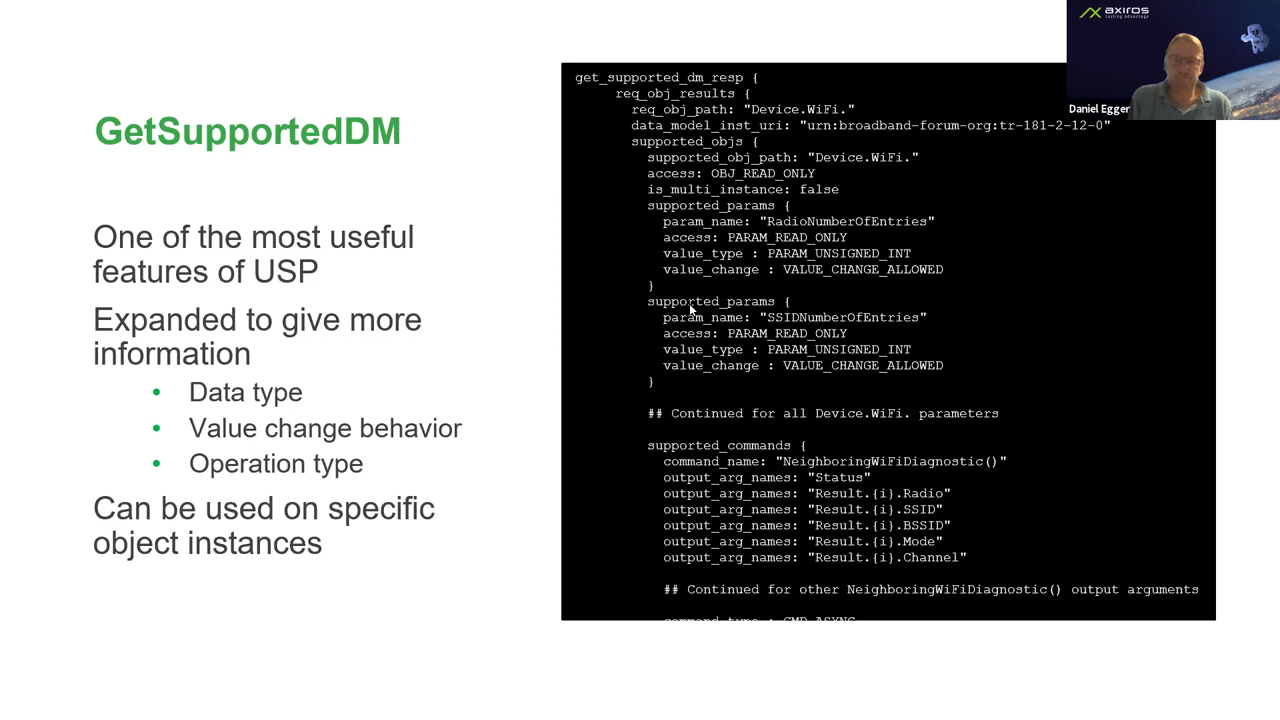 axiros
Lasting Advantage
Daniel Egger
GetSupportedDM
One of the most useful
features of USP
Expanded to give more
information
• Data type
• Value change behavior
• Operation type
Can be used on specific
object instances
get_supported_dm_resp {
req_obj_results {
req_obj_path: "Device.WiFi."
data_model_inst_uri: "urn:broadband-forum-org:tr-181-2-12-0"
supported_objs {
supported_obj_path: "Device.WiFi."
access: OBJ_READ_ONLY
is_multi_instance: false
supported_params {
param_name: "RadioNumberOfEntries"
access: PARAM_READ_ONLY
value_type : PARAM_UNSIGNED_INT
value_change : VALUE_CHANGE_ALLOWED
}
supported_params {
param_name: "SSIDNumberOfEntries"
access: PARAM_READ_ONLY
value_type : PARAM_UNSIGNED_INT
value_change : VALUE_CHANGE_ALLOWED
}
## Continued for all Device.WiFi. parameters
supported_commands {
command_name: "NeighboringWiFiDiagnostic()"
output_arg_names: "Status"
output_arg_names: "Result.{i}.Radio"
output_arg_names: "Result.{i}.SSID"
output_arg_names: "Result.{i}.BSSID"
output_arg_names: "Result.{i}.Mode"
output_arg_names: "Result.{i}.Channel"
## Continued for other NeighboringWiFiDiagnostic() output arguments
command_type : CMD_ASYNC